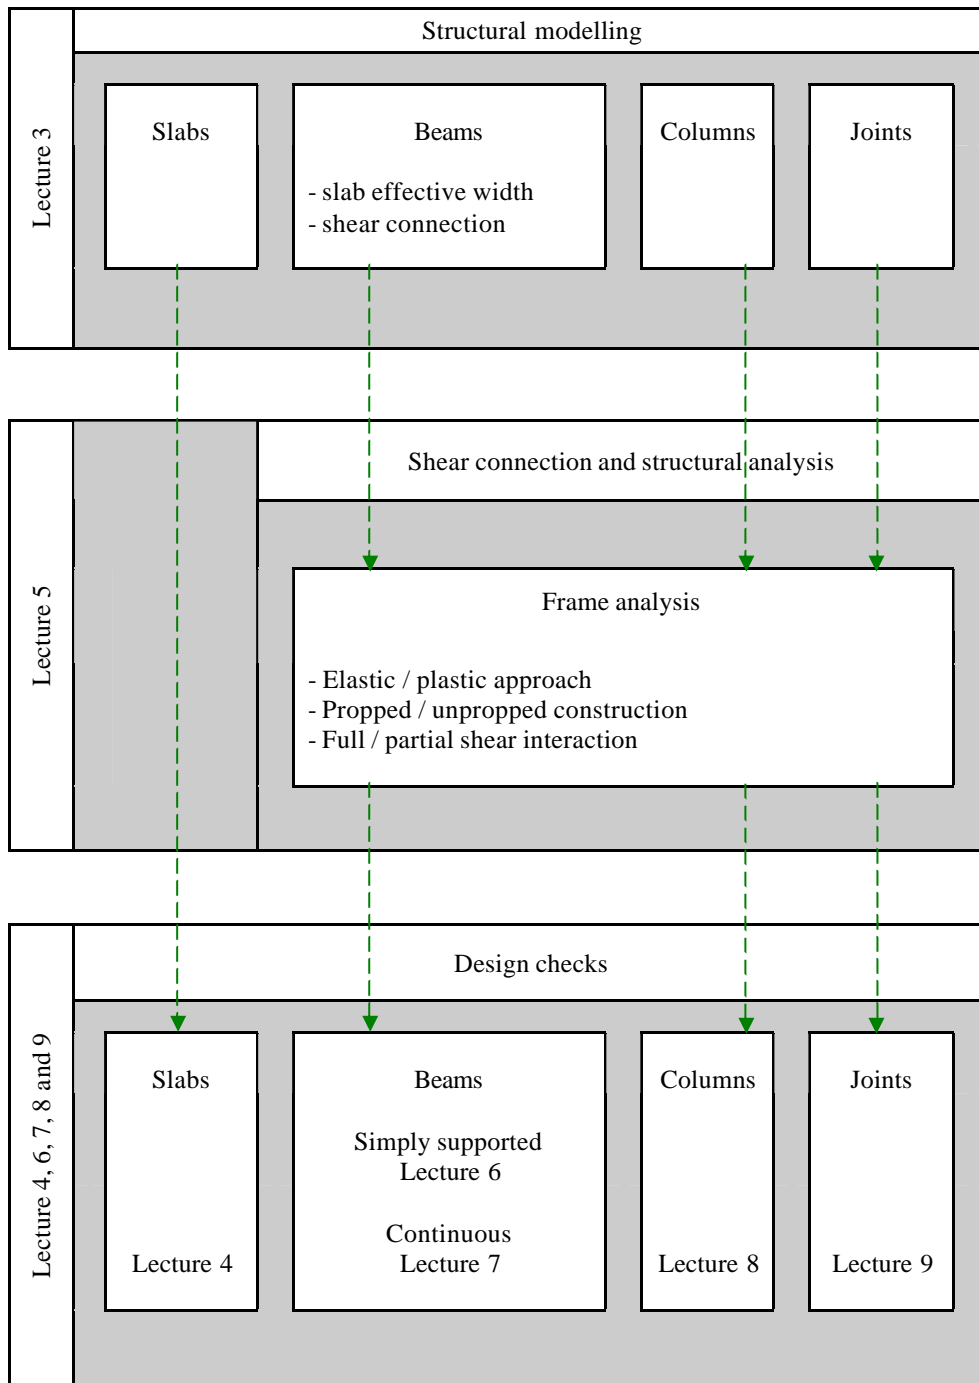 Lecture 3
Structural modelling
Slabs
Beams
- slab effective width
- shear connection
Columns
Joints
Lecture 5
Shear connection and structural analysis
Frame analysis
- Elastic / plastic approach
- Propped / unpropped construction
- Full / partial shear interaction
Lecture 4, 6, 7, 8 and 9
Design checks
Slabs
Lecture 4
Beams
Simply supported
Lecture 6
Continuous
Lecture 7
Columns
Lecture 8
Joints
Lecture 9